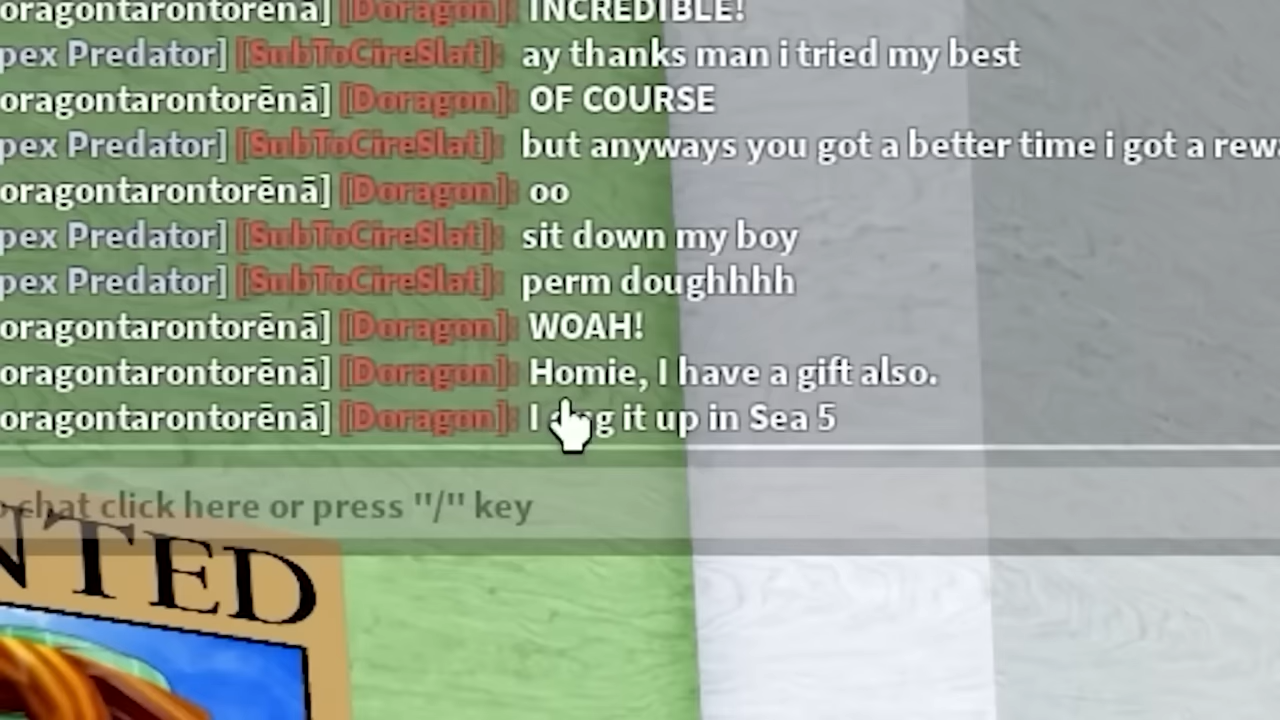 oragontarontorēnā] [Doragon]: INCREDIBLE!
pex Predator] [SubToCireSlat]: ay thanks man i tried my best
oragontarontorēnā] [Doragon]: OF COURSE
pex Predator] [SubToCireSlat]: but anyways you got a better time i got a rew
oragontarontorēnā] [Doragon]: oo
pex Predator] [SubToCireSlat]: sit down my boy
pex Predator] [SubToCireSlat]: perm doughhhh
oragontarontorēnā] [Doragon]: WOAH!
oragontarontorēnā] [Doragon]: Homie, I have a gift also.
oragontarontorēnā] [Doragon]: I it up in Sea 5
chat click here or press "/" key
NTED